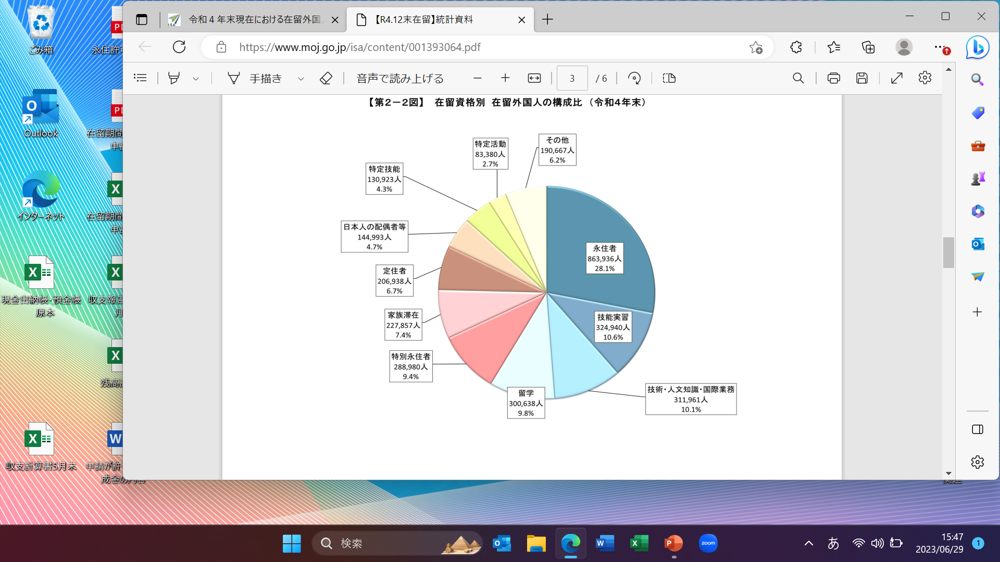 ごみ箱
永住許可
Outlook
在留期間
申請
インターネット
在留期間
申請
現金出納帳・預金帳
原本
収支報告
月
残高
収支計算書5月末
申請が許
成金の内容
関連
令和４年末現在における在留外国人
【R4.12末在留】統計資料
https://www.moj.go.jp/isa/content/001393064.pdf
手描き
音声で読み上げる
3
/ 6
【第２－２図】 在留資格別 在留外国人の構成比（令和４年末）
その他
190,667人
6.2%
特定活動
83,380人
2.7%
特定技能
130,923人
4.3%
日本人の配偶者等
144,993人
4.7%
定住者
206,938人
6.7%
家族滞在
227,857人
7.4%
特別永住者
288,980人
9.4%
留学
300,638人
9.8%
技術・人文知識・国際業務
311,961人
10.1%
技能実習
324,940人
10.6%
永住者
863,936人
28.1%
検索
zoom
あ
15:47
2023/06/29
1